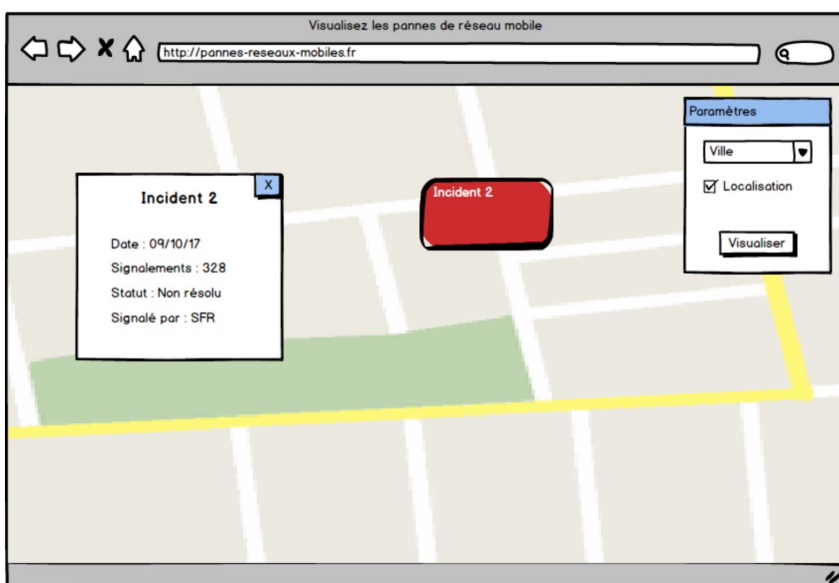 Visualisez les pannes de réseau mobile
http://pannes-reseaux-mobiles.fr
Paramètres
Ville
Localisation
Visualiser
X
Incident 2
Date : 09/10/17
Signalements : 328
Statut : Non résolu
Signalé par : SFR
Incident 2